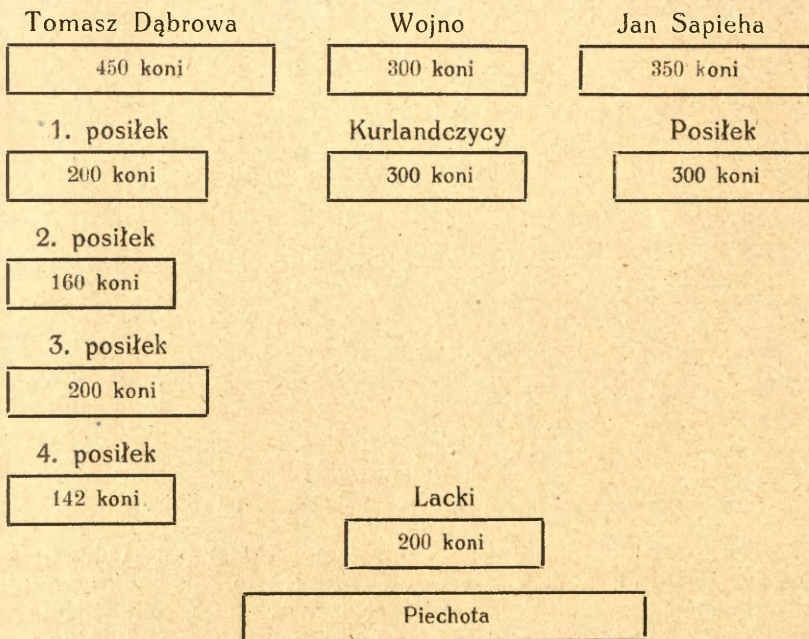 Tomasz Dąbrowa Wojno Jan Sapieha
450 koni 300 koni 350 koni
1. posiłek Kurlandczycy Posiłek
200 koni 300 koni 300 koni
2. posiłek
160 koni
3. posiłek
200 koni
4. posiłek
142 koni
Lacki
200 koni
Piechota